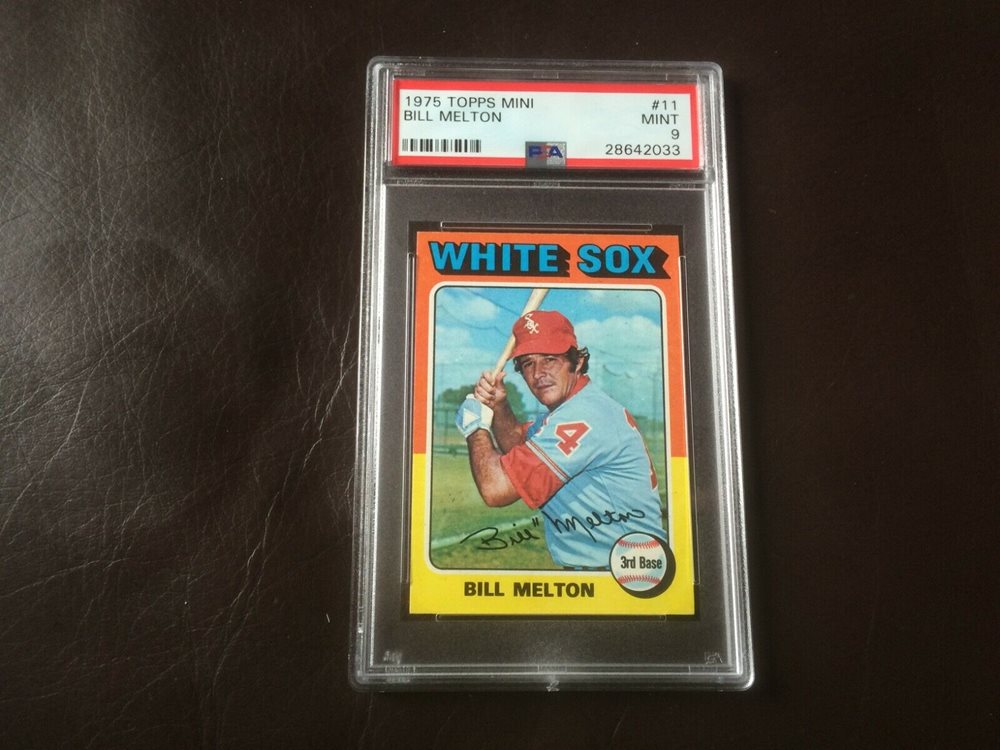 1975 TOPPS MINI #11
BILL MELTON MINT
9
28642033
PSA
WHITE SOX
SOX
4
"Bill" Melton
3rd Base
BILL MELTON